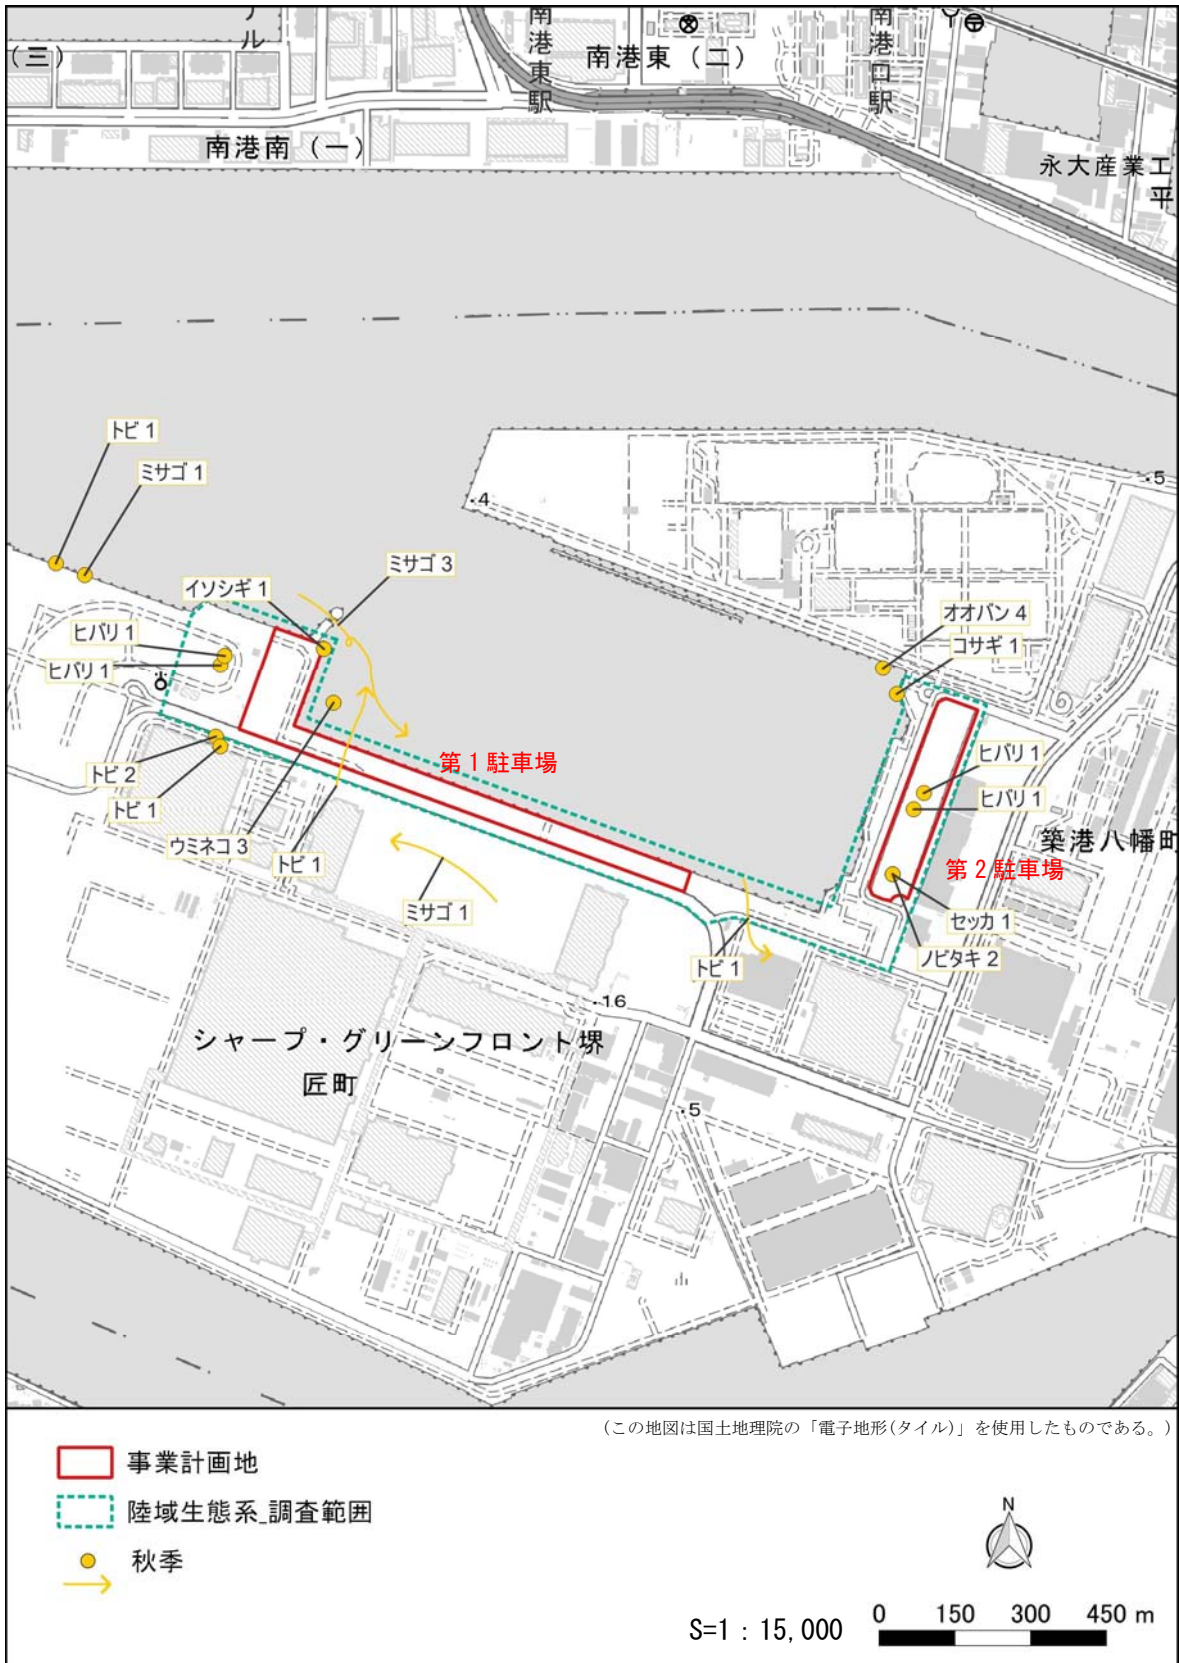 (三)
ル
南港東駅
南港東(二)
南港口駅
南港南(一)
永大産業工
平
トビ 1
ミサゴ 1
・4
・5
ミサゴ 3
イソシギ 1
オオバン 4
コサギ 1
ヒバリ 1
ヒバリ 1
第1駐車場
ヒバリ 1
ヒバリ 1
トビ 2
トビ 1
築港八幡町
ウミネコ 3
トビ 1
第2駐車場
ミサゴ 1
セッカ 1
ノビタキ 2
トビ 1
・16
シャープ・グリーンフロント堺
匠町
・5
(この地図は国土地理院の「電子地形(タイル)」を使用したものである。)
事業計画地
陸域生態系_調査範囲
秋季
N
S=1：15,000
0 150 300 450 m